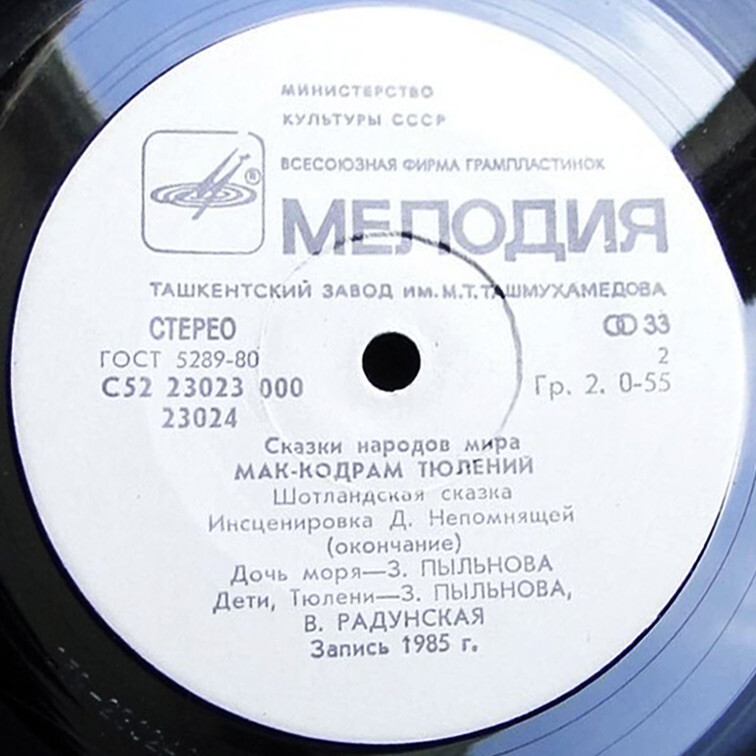 МИНИСТЕРСТВО
КУЛЬТУРЫ СССР
ВСЕСОЮЗНАЯ ФИРМА ГРАМПЛАСТИНОК
®
МЕЛОДИЯ
ТАШКЕНТСКИЙ ЗАВОД ИМ. М.Т. ТАШМУХАМЕДОВА
СТЕРЕО
33
ГОСТ 5289-80
2
С52 23023 000
Гр. 2. 0-55
23024
Сказки народов мира
МАК-КОДРАМ ТЮЛЕНИЙ
Шотландская сказка
Инсценировка Д. Непомнящей
(окончание)
Дочь моря—З. ПЫЛЬНОВА
Дети, Тюлени—З. ПЫЛЬНОВА,
В. РАДУНСКАЯ
Запись 1985 г.